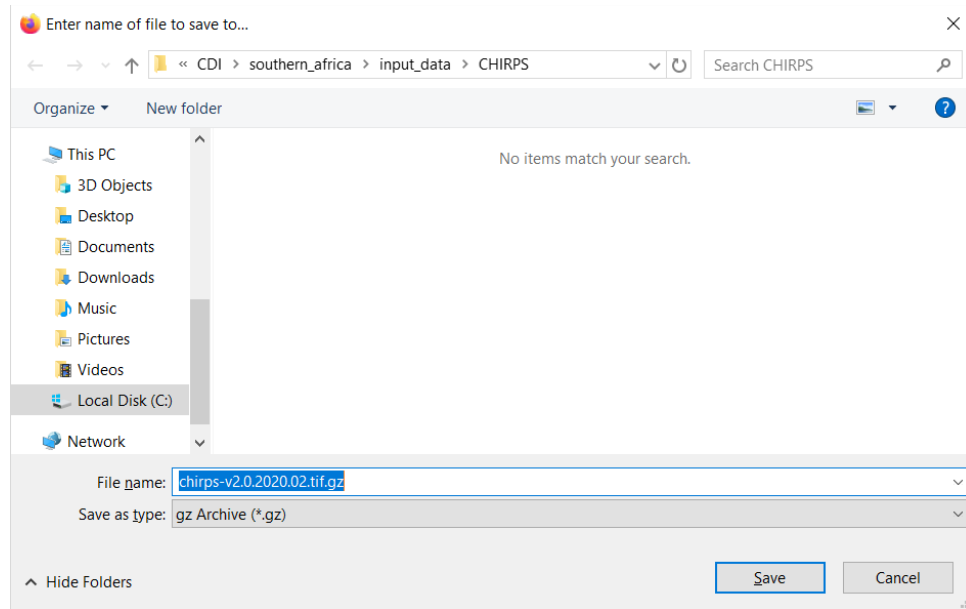 Enter name of file to save to...
« CDI > southern_africa > input_data > CHIRPS
Search CHIRPS
Organize
New folder
?
This PC
3D Objects
Desktop
Documents
Downloads
Music
Pictures
Videos
Local Disk (C:)
Network
No items match your search.
File name: chirps-v2.0.2020.02.tif.gz
Save as type: gz Archive (*.gz)
Hide Folders
Save
Cancel